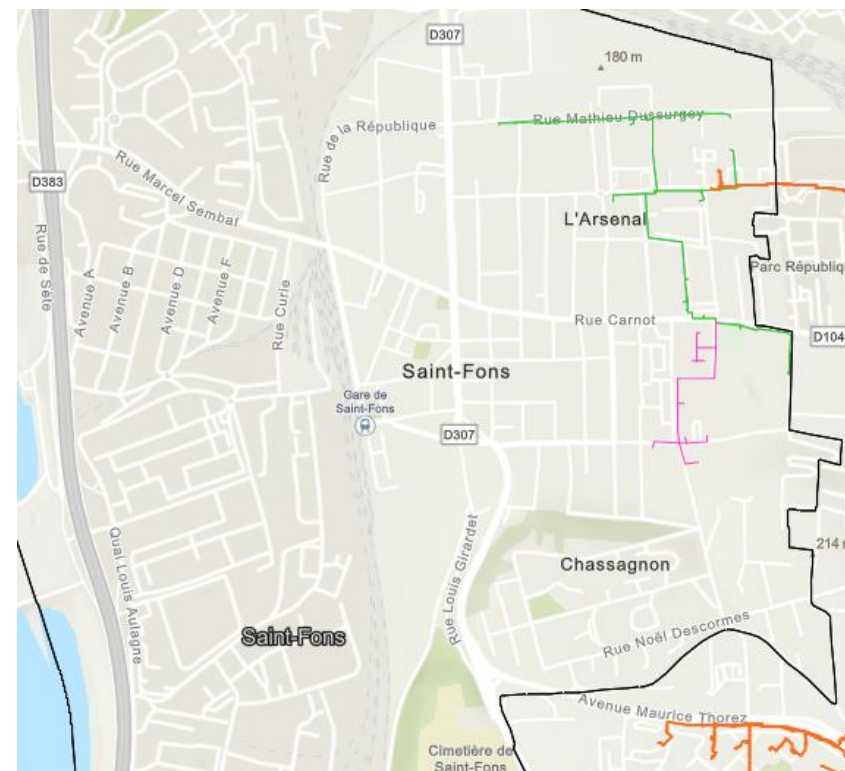 D307
180 m
Rue Mathieu Dussurgey
Rue de la République
Rue Marcel Sembat
D383
L'Arsenal
Rue de Sète
Avenue A
Avenue B
Avenue D
Avenue F
Rue Curie
Parc Républiq
Rue Carnot
D104
Saint-Fons
Gare de
Saint-Fons
D307
Quai Louis Aulagne
Rue Louis Girardet
214 m
Chassagnon
Saint-Fons
Rue Noël Descormes
Avenue Maurice Thorez
Cimetière de
Saint-Fons